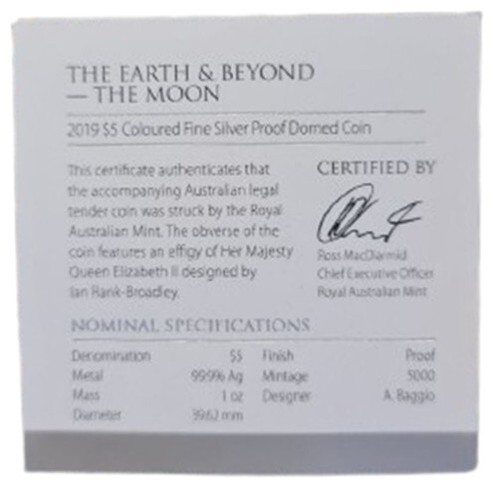 THE EARTH & BEYOND
— THE MOON
2019 $5 Coloured Fine Silver Proof Domed Coin
This certificate authenticates that
the accompanying Australian legal
tender coin was struck by the Royal
Australian Mint. The obverse of the
coin features an effigy of Her Majesty
Queen Elizabeth II designed by
Ian Rank-Broadley.
CERTIFIED BY
Ross MacDiarmid
Chief Executive Officer
Royal Australian Mint
NOMINAL SPECIFICATIONS
Denomination $5 Finish Proof
Metal 99.9% Ag Mintage 5000
Mass 1 oz Designer A. Baggio
Diameter 39.62 mm